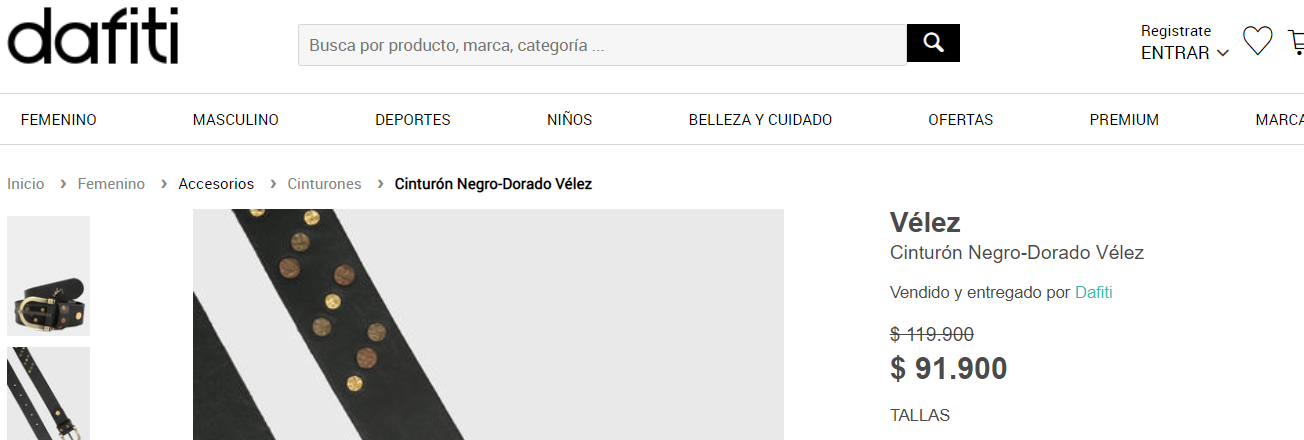 dafiti
Busca por producto, marca, categoría ...
Registrate
ENTRAR
FEMENINO MASCULINO DEPORTES NIÑOS BELLEZA Y CUIDADO OFERTAS PREMIUM MARCA
Inicio › Femenino › Accesorios › Cinturones › Cinturón Negro-Dorado Vélez
Vélez
Cinturón Negro-Dorado Vélez
Vendido y entregado por Dafiti
$ 119.900
$ 91.900
TALLAS